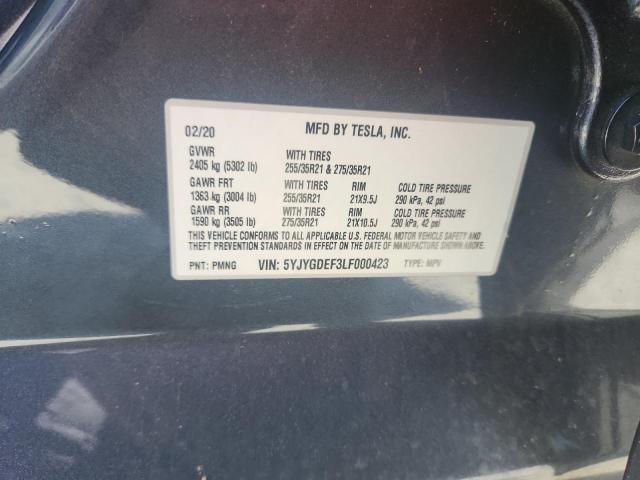 02/20 MFD BY TESLA, INC.
GVWR WITH TIRES
2405 kg (5302 lb) 255/35R21 & 275/35R21
GAWR FRT WITH TIRES RIM COLD TIRE PRESSURE
1363 kg (3004 lb) 255/35R21 21X9.5J 290 kPa, 42 psi
GAWR RR WITH TIRES RIM COLD TIRE PRESSURE
1590 kg (3505 lb) 275/35R21 21X10.5J 290 kPa, 42 psi
THIS VEHICLE CONFORMS TO ALL APPLICABLE U.S. FEDERAL MOTOR VEHICLE SAFETY AND
THEFT PREVENTION STANDARDS IN EFFECT ON THE DATE OF MANUFACTURE SHOWN ABOVE.
PNT: PMNG VIN: 5YJYGDEF3LF000423 TYPE: MPV